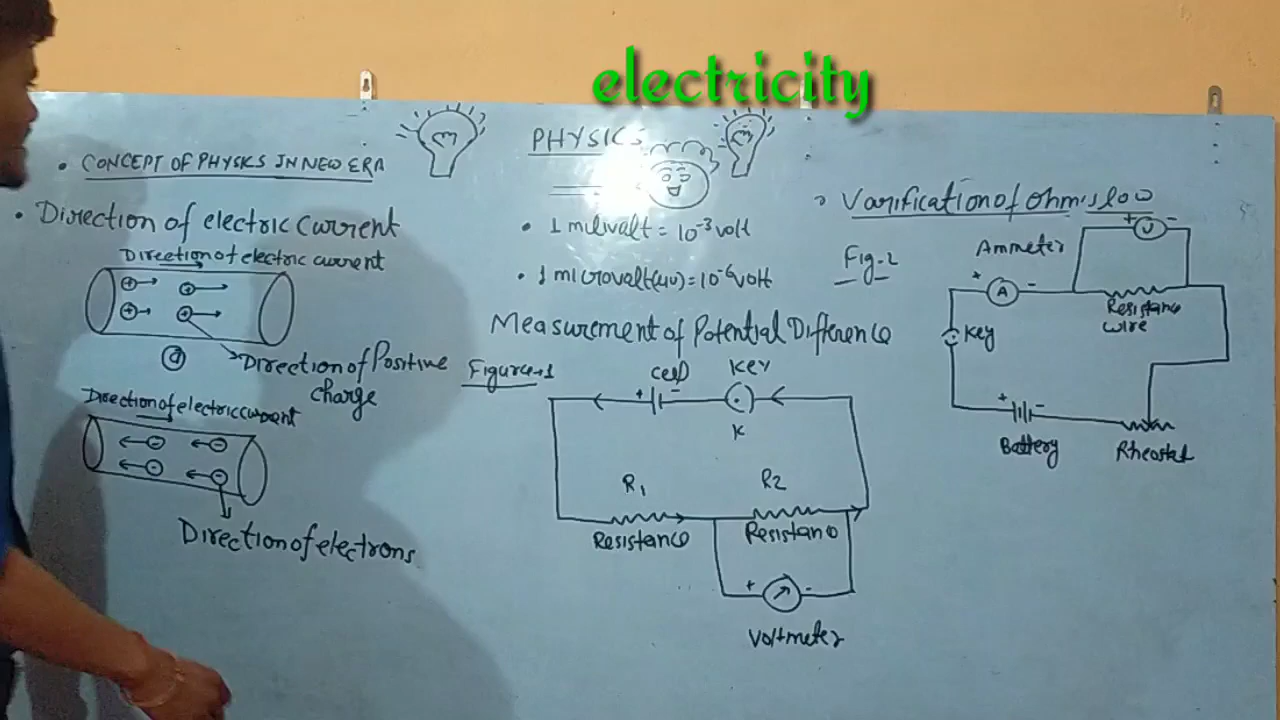 electricity
PHYSICS
• CONCEPT OF PHYSICS IN NEW ERA
• Direction of electric current
Direction of electric current
+ +
+ +
a
Direction of Positive
charge
Direction of electric current
- -
- -
Direction of electrons
• 1 milivalt = 10⁻³ volt
• 1 microvalt(uv) = 10⁻⁶ volt
Measurement of Potential Difference
Figure-1
cell
+ -
Key
K
R1
R2
Resistance
Resistance
+ -
Voltmeter
• Varification of ohm's low
Fig-2
+ V -
Ammeter
+ A -
Resistance
wire
Key
+ -
Battery
Rheostat